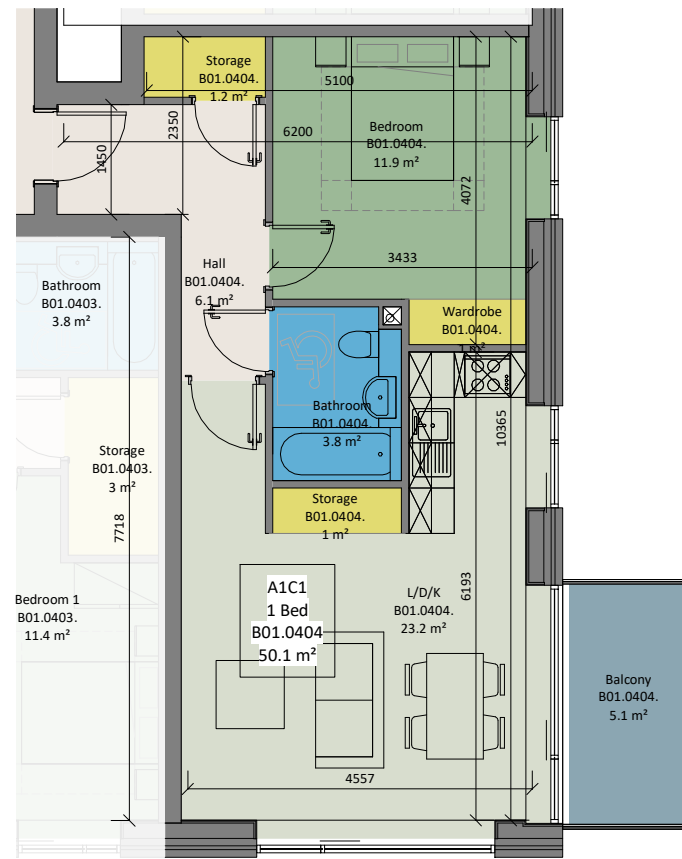 Storage
B01.0404.
1.2 m²
5100
6200
2350
1450
Bedroom
B01.0404.
11.9 m²
4072
3433
Hall
B01.0404.
6.1 m²
Bathroom
B01.0403.
3.8 m²
Wardrobe
B01.0404.
Bathroom
B01.0404.
3.8 m²
10365
Storage
B01.0403.
3 m²
7718
Storage
B01.0404.
1 m²
6193
A1C1
1 Bed
B01.0404
50.1 m²
L/D/K
B01.0404.
23.2 m²
Bedroom 1
B01.0403.
11.4 m²
Balcony
B01.0404.
5.1 m²
4557